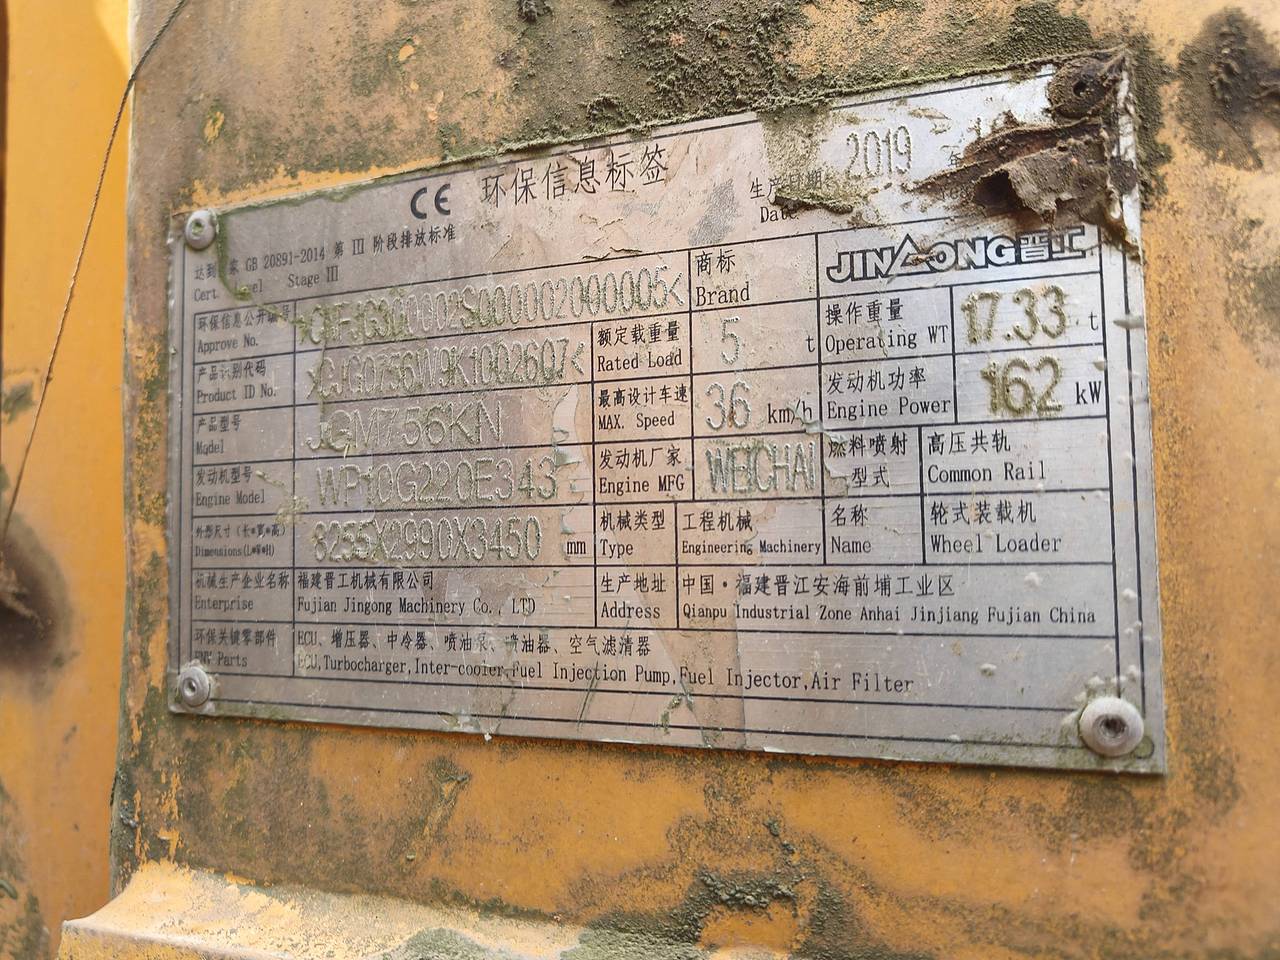 CE 环保信息标签
生产日期 2019 年
Date
GB 20891-2014 第 III 阶段排放标准
Cert. Level Stage III
环保信息公开编号
Approve No.
商标
Brand
JINGONG晋工
产品识别代码
Product ID No.
额定载重量 5 t
Rated Load
操作重量 17.33 t
Operating WT
产品型号 JGM756KN
Model
最高设计车速 36 km/h
MAX. Speed
发动机功率 162 kW
Engine Power
发动机型号 WP10G220E343
Engine Model
发动机厂家 WEICHAI
Engine MFG
燃料喷射 高压共轨
型式 Common Rail
外形尺寸(长*宽*高) 8255X2990X3450 mm
Dimensions(L*W*H)
机械类型 工程机械
Type Engineering Machinery
名称 轮式装载机
Name Wheel Loader
机械生产企业名称 福建晋工机械有限公司
Enterprise Fujian Jingong Machinery Co., LTD
生产地址 中国·福建晋江安海前埔工业区
Address Qianpu Industrial Zone Anhai Jinjiang Fujian China
环保关键零部件 ECU、增压器、中冷器、喷油泵、喷油器、空气滤清器
Parts ECU,Turbocharger,Inter-cooler,Fuel Injection Pump,Fuel Injector,Air Filter